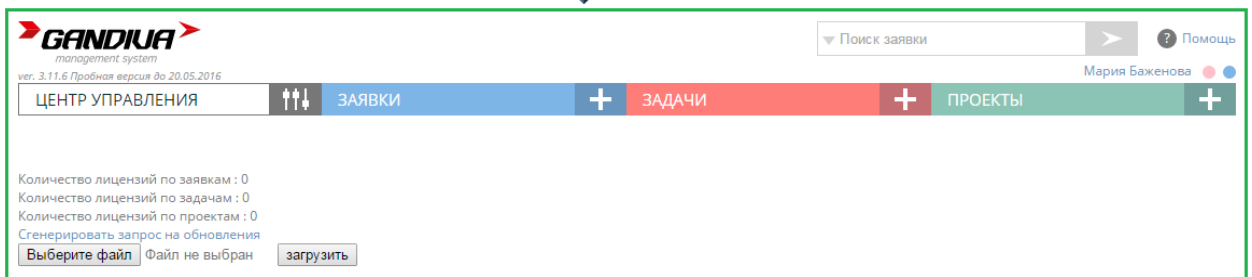 GANDIVA
management system
ver. 3.11.6 Пробная версия до 20.05.2016
Поиск заявки
? Помощь
Мария Баженова
ЦЕНТР УПРАВЛЕНИЯ ЗАЯВКИ + ЗАДАЧИ + ПРОЕКТЫ +
Количество лицензий по заявкам : 0
Количество лицензий по задачам : 0
Количество лицензий по проектам : 0
Сгенерировать запрос на обновления
Выберите файл Файл не выбран загрузить